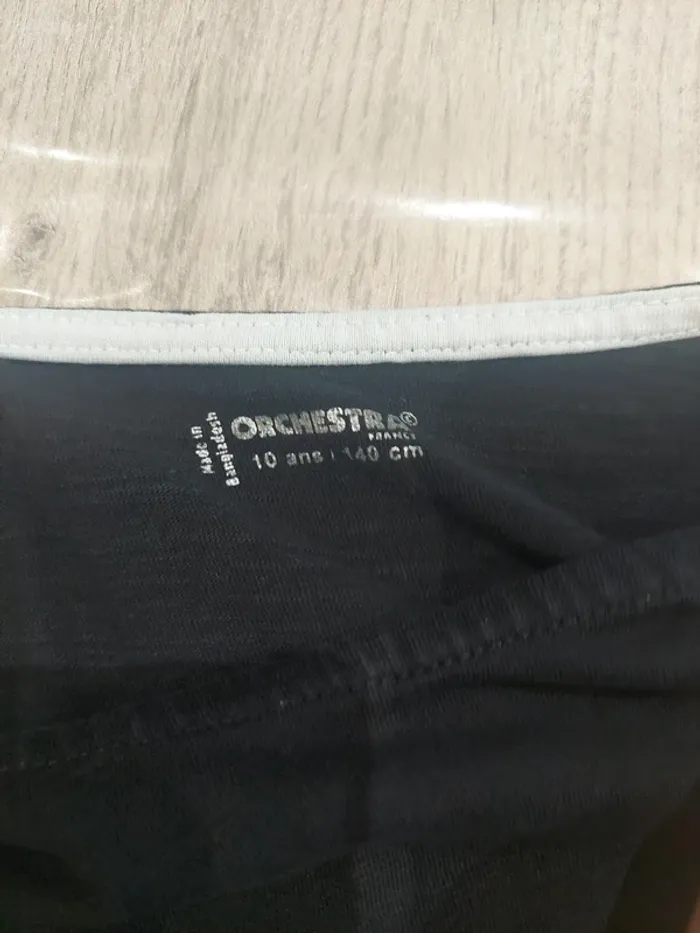 ORCHESTRA©
FRANCE
10 ans | 140 cm
Made in
Bangladesh